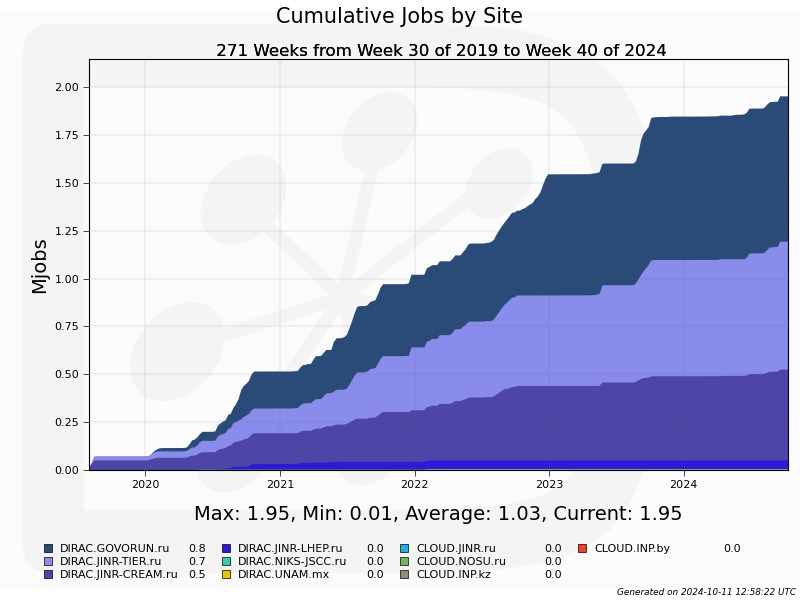 Cumulative Jobs by Site
271 Weeks from Week 30 of 2019 to Week 40 of 2024
2.00
1.75
1.50
1.25
1.00
0.75
0.50
0.25
0.00
Mjobs
2020 2021 2022 2023 2024
Max: 1.95, Min: 0.01, Average: 1.03, Current: 1.95
DIRAC.GOVORUN.ru 0.8 DIRAC.JINR-LHEP.ru 0.0 CLOUD.JINR.ru 0.0 CLOUD.INP.by 0.0
DIRAC.JINR-TIER.ru 0.7 DIRAC.NIKS-JSCC.ru 0.0 CLOUD.NOSU.ru 0.0
DIRAC.JINR-CREAM.ru 0.5 DIRAC.UNAM.mx 0.0 CLOUD.INP.kz 0.0
Generated on 2024-10-11 12:58:22 UTC